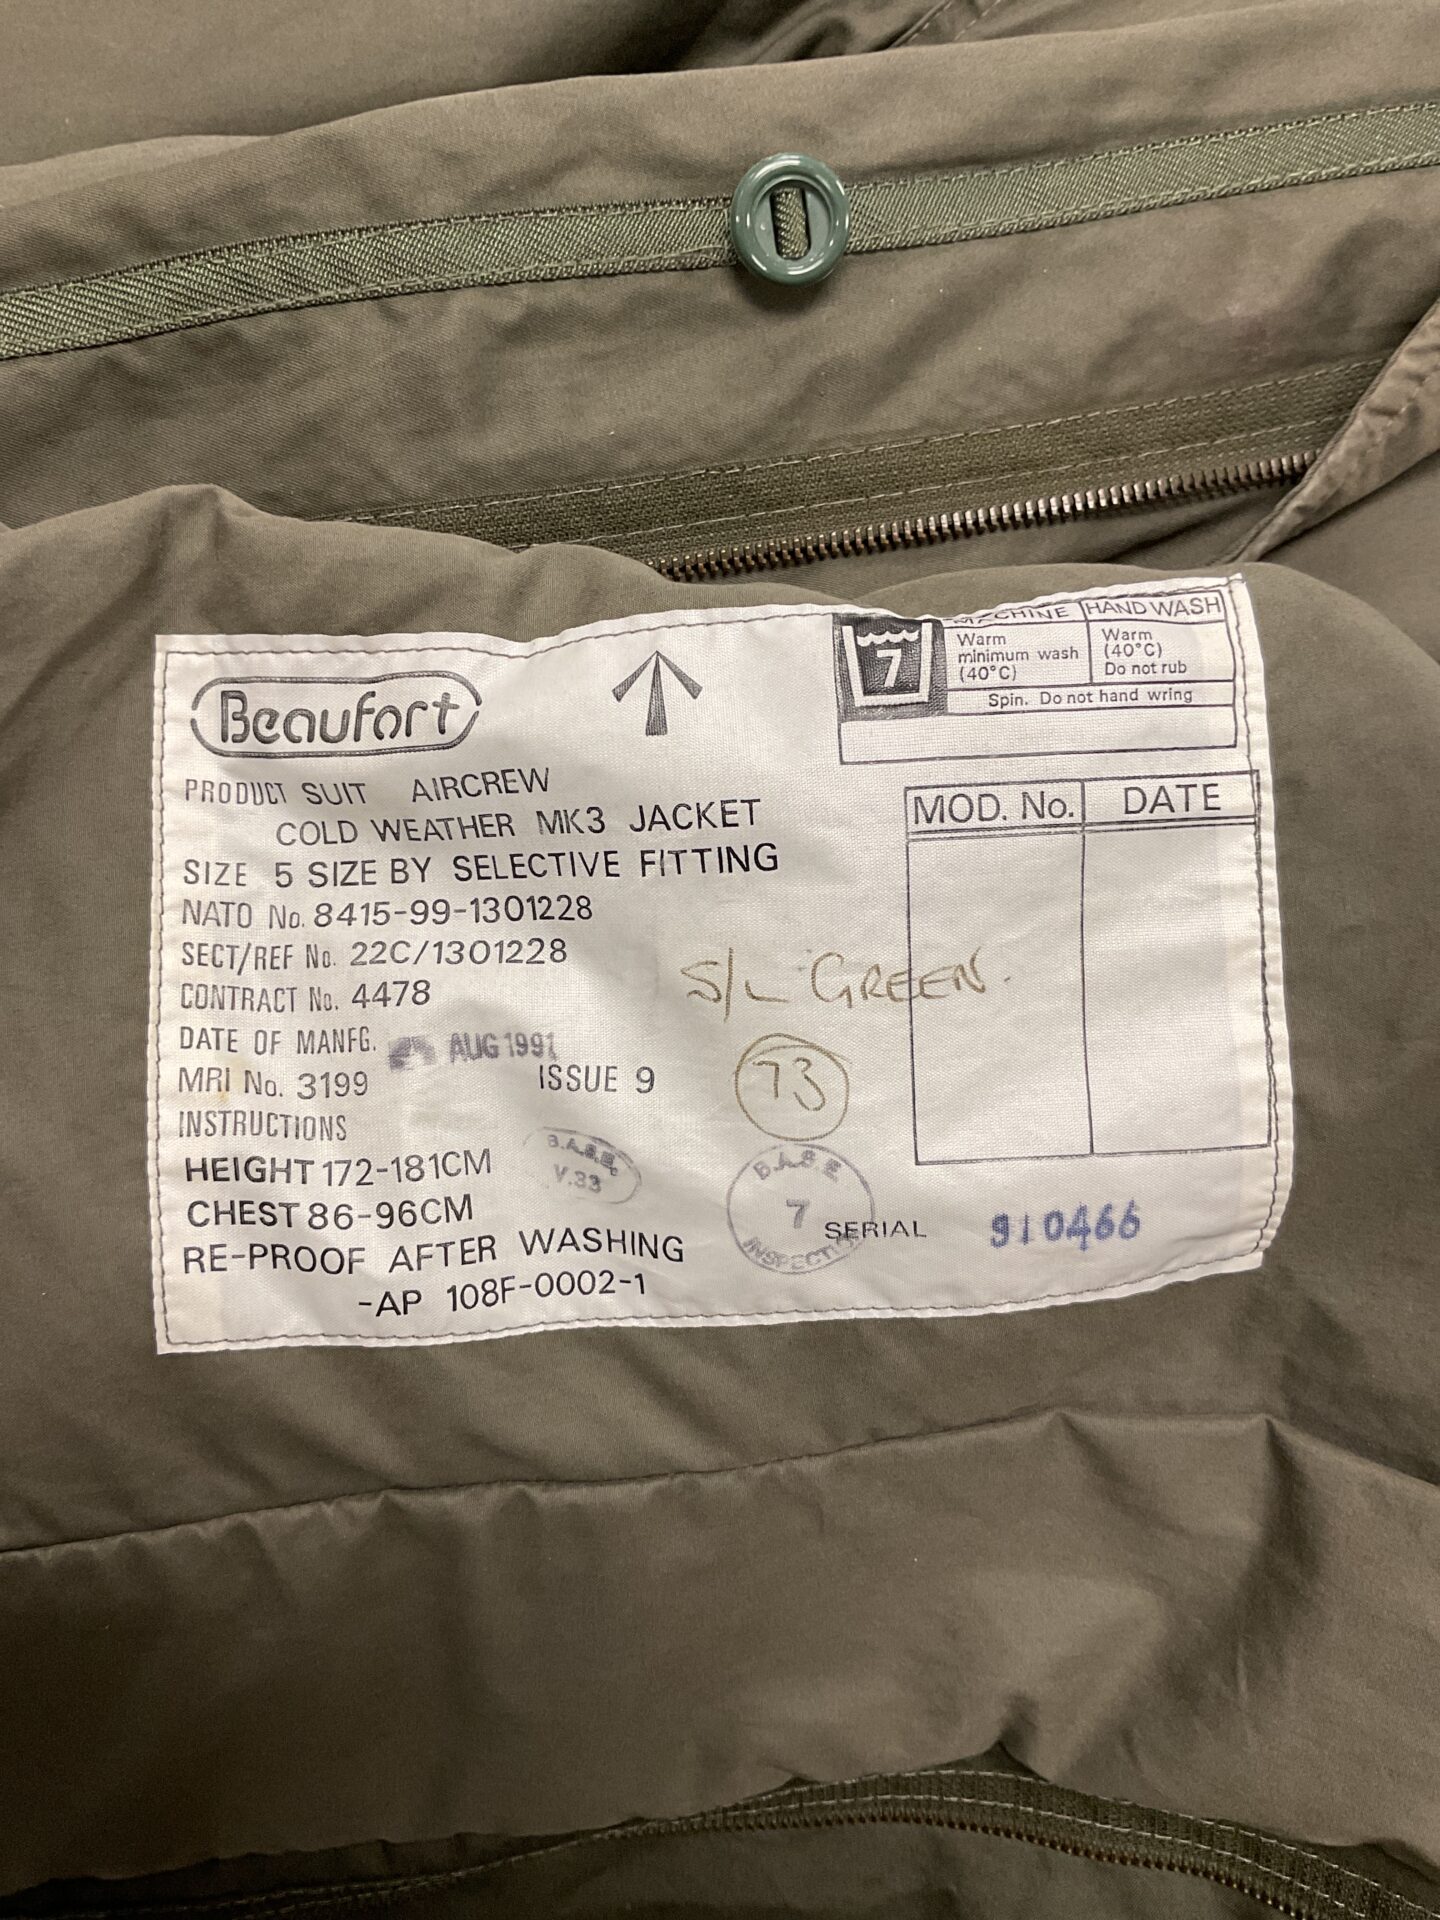 Beaufort
PRODUCT SUIT AIRCREW
COLD WEATHER MK3 JACKET
SIZE 5 SIZE BY SELECTIVE FITTING
NATO No. 8415-99-1301228
SECT/REF No. 22C/1301228
CONTRACT No. 4478
DATE OF MANFG. AUG 1991
MRI No. 3199 ISSUE 9
INSTRUCTIONS
HEIGHT 172-181CM
CHEST 86-96CM
RE-PROOF AFTER WASHING
-AP 108F-0002-1
B.A.S.E.
V.33
S/L GREEN.
73
B.A.S.E
7
INSPECTION
SERIAL 910466
7
MACHINE HAND WASH
Warm
minimum wash
(40°C)
Warm
(40°C)
Do not rub
Spin. Do not hand wring
MOD. No. DATE